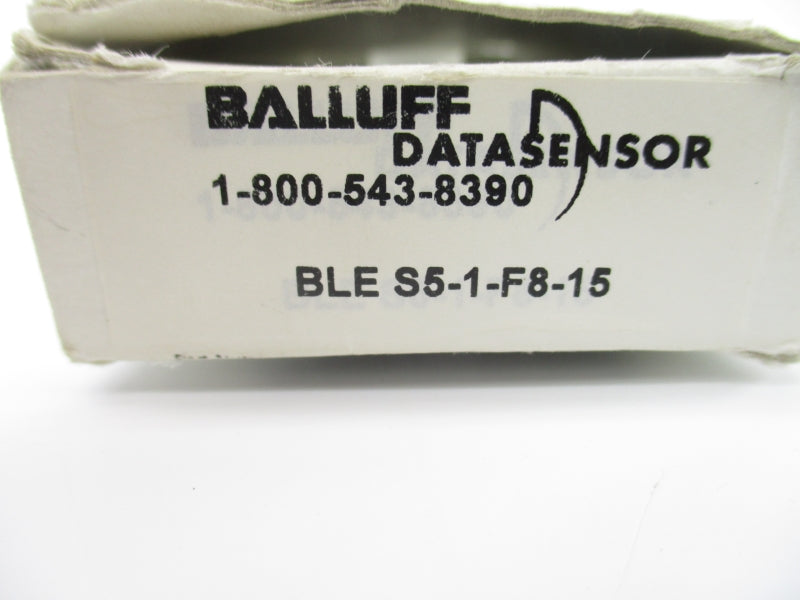 BALLUFF
DATASENSOR
1-800-543-8390
BLE S5-1-F8-15